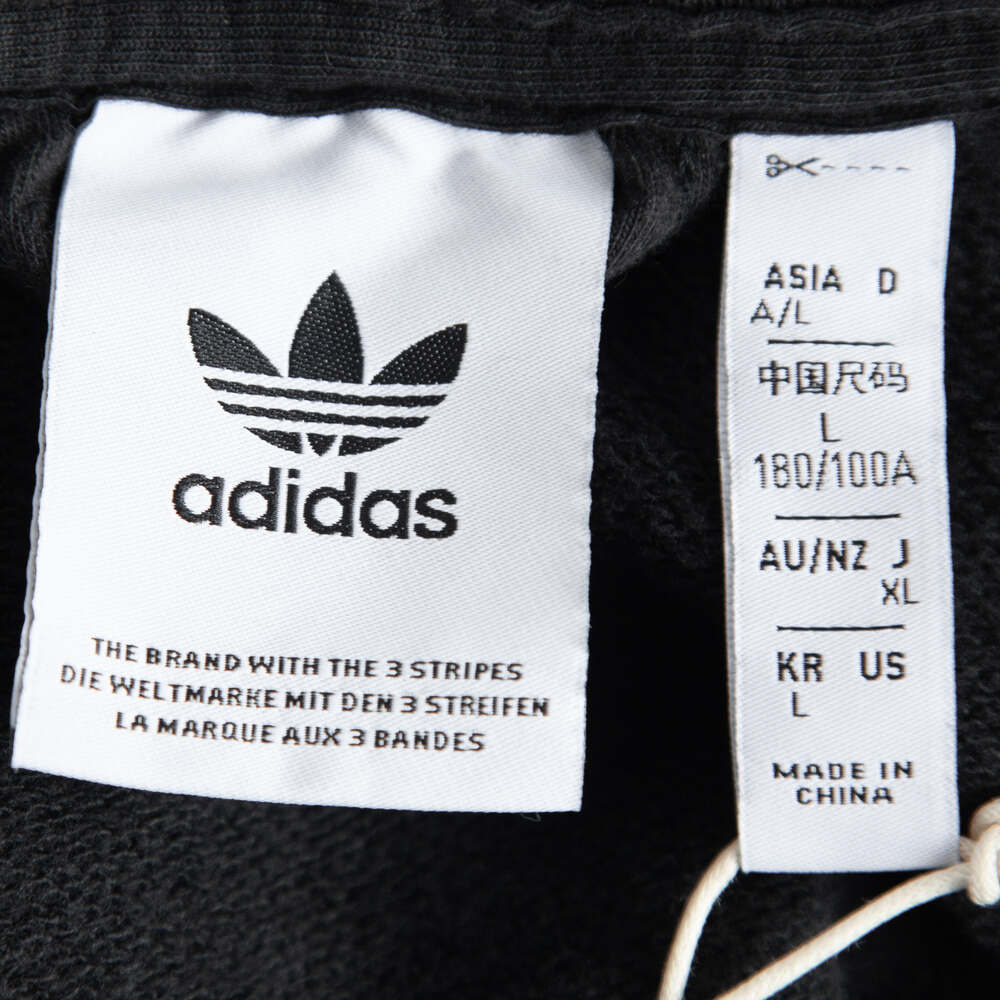 adidas
THE BRAND WITH THE 3 STRIPES
DIE WELTMARKE MIT DEN 3 STREIFEN
LA MARQUE AUX 3 BANDES
ASIA D
A/L
中国尺码
L
180/100A
AU/NZ J
XL
KR US
L
MADE IN
CHINA